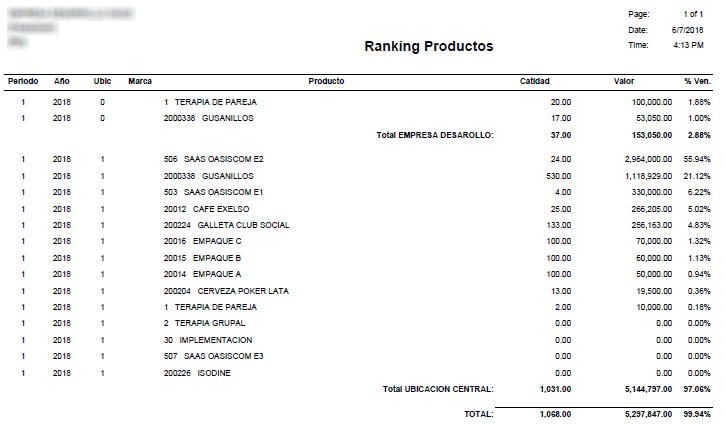 Page: 1 of 1
Date: 6/7/2018
Ranking Productos
Time: 4:13 PM
Periodo Año Ubic Marca Producto Catidad Valor % Ven.
1 2018 0 1 TERAPIA DE PAREJA 20.00 100,000.00 1.88%
1 2018 0 2000338 GUSANILLOS 17.00 53,050.00 1.00%
Total EMPRESA DESAROLLO: 37.00 153,050.00 2.88%
1 2018 1 506 SAAS OASISCOM E2 24.00 2,964,000.00 55.94%
1 2018 1 2000338 GUSANILLOS 530.00 1,118,929.00 21.12%
1 2018 1 503 SAAS OASISCOM E1 4.00 330,000.00 6.22%
1 2018 1 20012 CAFE EXELSO 25.00 266,205.00 5.02%
1 2018 1 200224 GALLETA CLUB SOCIAL 133.00 256,163.00 4.83%
1 2018 1 20016 EMPAQUE C 100.00 70,000.00 1.32%
1 2018 1 20015 EMPAQUE B 100.00 60,000.00 1.13%
1 2018 1 20014 EMPAQUE A 100.00 50,000.00 0.94%
1 2018 1 200204 CERVEZA POKER LATA 13.00 19,500.00 0.36%
1 2018 1 1 TERAPIA DE PAREJA 2.00 10,000.00 0.18%
1 2018 1 2 TERAPIA GRUPAL 0.00 0.00 0.00%
1 2018 1 30 IMPLEMENTACION 0.00 0.00 0.00%
1 2018 1 507 SAAS OASISCOM E3 0.00 0.00 0.00%
1 2018 1 200226 ISODINE 0.00 0.00 0.00%
Total UBICACION CENTRAL: 1,031.00 5,144,797.00 97.06%
TOTAL: 1,068.00 5,297,847.00 99.94%